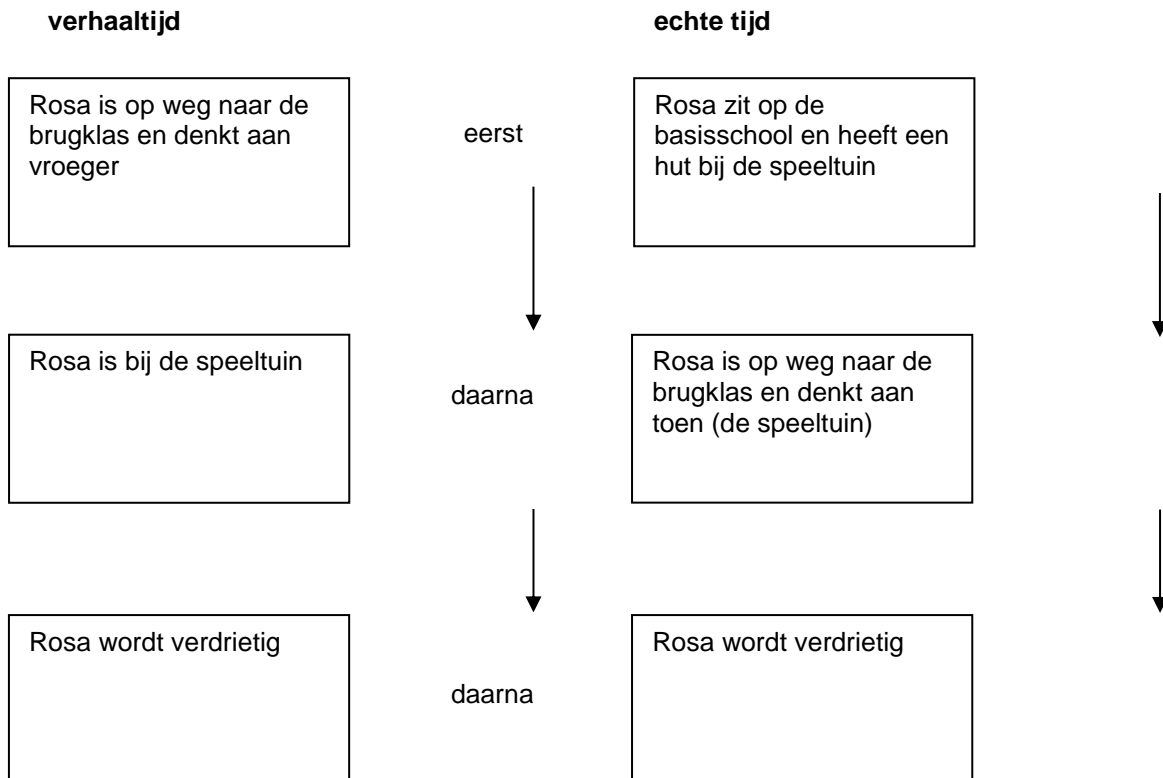 verhaaltijd
echte tijd
Rosa is op weg naar de
brugklas en denkt aan
vroeger
eerst
Rosa zit op de
basisschool en heeft een
hut bij de speeltuin
Rosa is bij de speeltuin
daarna
Rosa is op weg naar de
brugklas en denkt aan
toen (de speeltuin)
Rosa wordt verdrietig
daarna
Rosa wordt verdrietig